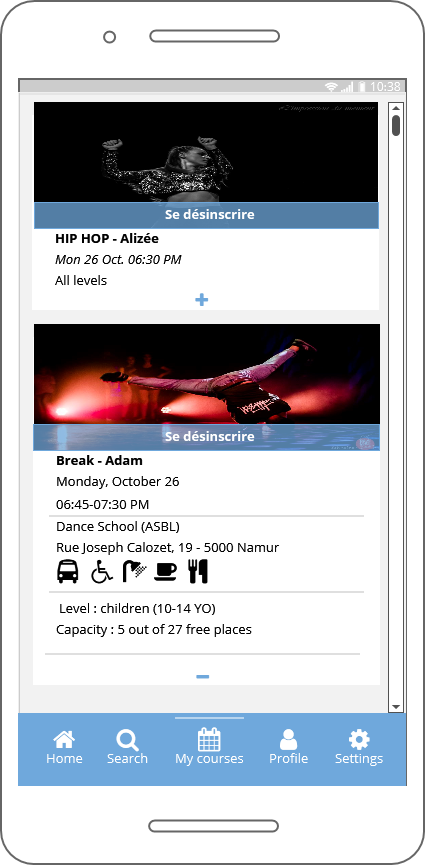 10:38
Se désinscrire
HIP HOP - Alizée
Mon 26 Oct. 06:30 PM
All levels
Se désinscrire
Break - Adam
Monday, October 26
06:45-07:30 PM
Dance School (ASBL)
Rue Joseph Calozet, 19 - 5000 Namur
Level : children (10-14 YO)
Capacity : 5 out of 27 free places
Home Search My courses Profile Settings